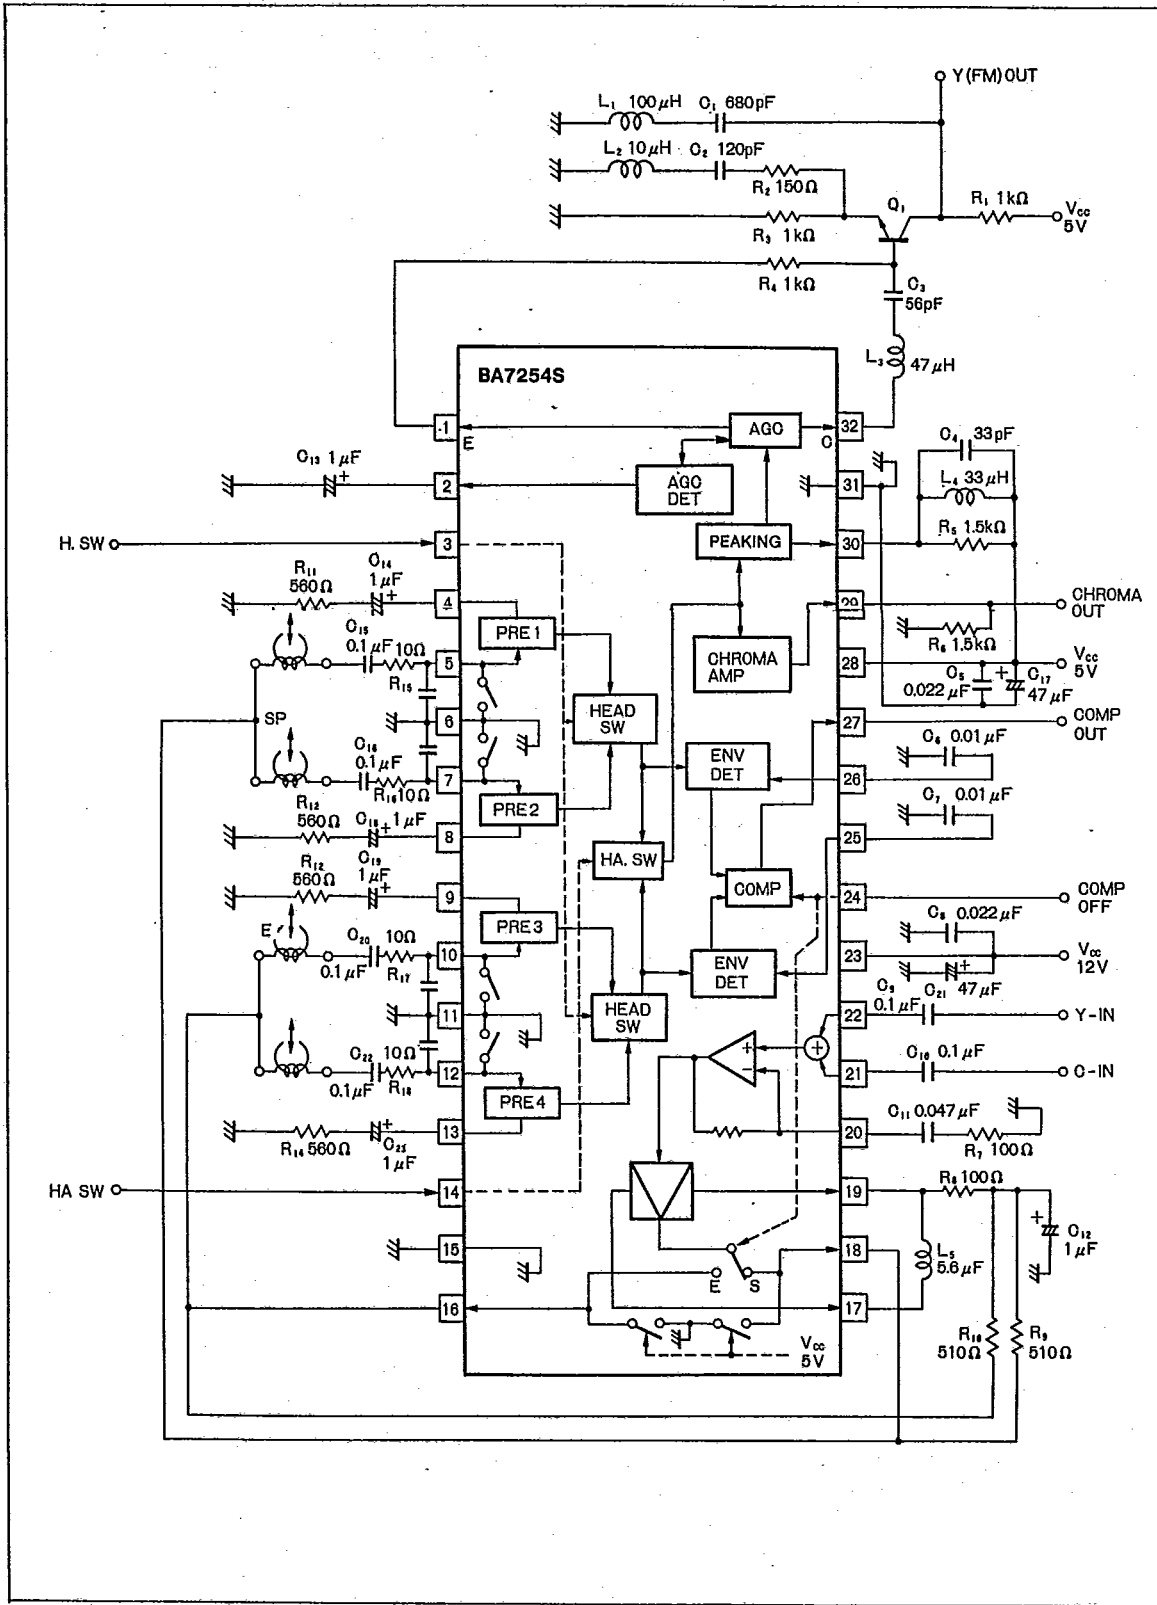 Y(FM)OUT
L1 100μH C1 680pF
L2 10μH C2 120pF
R2 150Ω
Q1
R1 1kΩ
VCC
5V
R3 1kΩ
R4 1kΩ
C3
56pF
L3 47μH
BA7254S
1
E
AGC
C
32
C13 1μF
+
2
AGC
DET
31
C4 33pF
L4 33μH
R5 1.5kΩ
H.SW
3
PEAKING
30
R11
560Ω
C14
1μF
+
4
29
CHROMA
OUT
R6 1.5kΩ
PRE1
C15
0.1μF 10Ω
R15
5
CHROMA
AMP
28
VCC
5V
C5
0.022μF
+
C17
47μF
SP
6
HEAD
SW
27
COMP
OUT
C16
0.1μF
R16 10Ω
7
ENV
DET
26
C6 0.01μF
PRE2
R12
560Ω
C18 1μF
+
8
25
C7 0.01μF
HA. SW
R12
560Ω
C19
1μF
+
9
COMP
24
COMP
OFF
E
C20
0.1μF
10Ω
R17
10
PRE3
ENV
DET
23
C8 0.022μF
VCC
12V
+
C21 47μF
11
HEAD
SW
22
C9
0.1μF
Y-IN
+
−
+
C22
0.1μF
10Ω
R18
12
21
C10 0.1μF
C-IN
PRE4
R14 560Ω
C23
1μF
+
13
20
C11 0.047μF
R7
100Ω
HA SW
14
19
R8 100Ω
+
C12
1μF
15
18
L5
5.6μF
E
S
16
17
VCC
5V
R10
510Ω
R9
510Ω